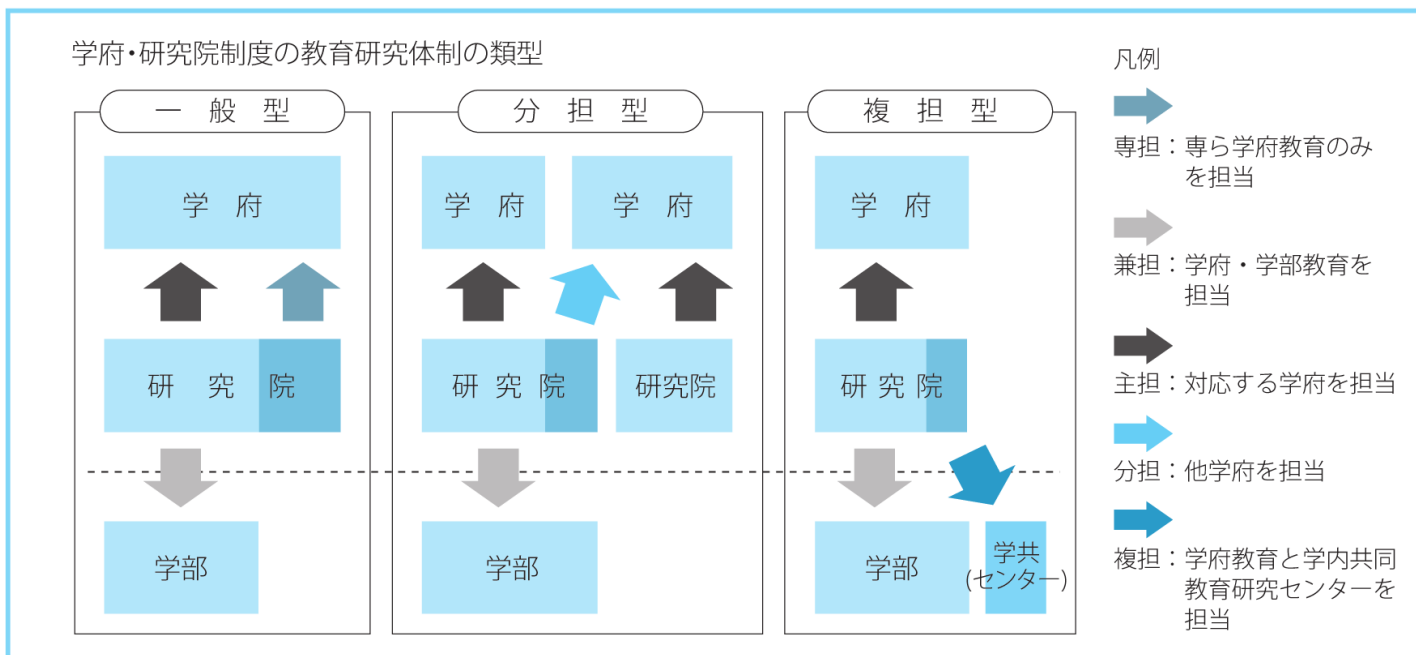 学府・研究院制度の教育研究体制の類型
一般型
学府
研究院
学部
分担型
学府
学府
研究院
研究院
学部
複担型
学府
研究院
学部
学共
(センター)
凡例
専担：専ら学府教育のみ
を担当
兼担：学府・学部教育を
担当
主担：対応する学府を担当
分担：他学府を担当
複担：学府教育と学内共同
教育研究センターを
担当